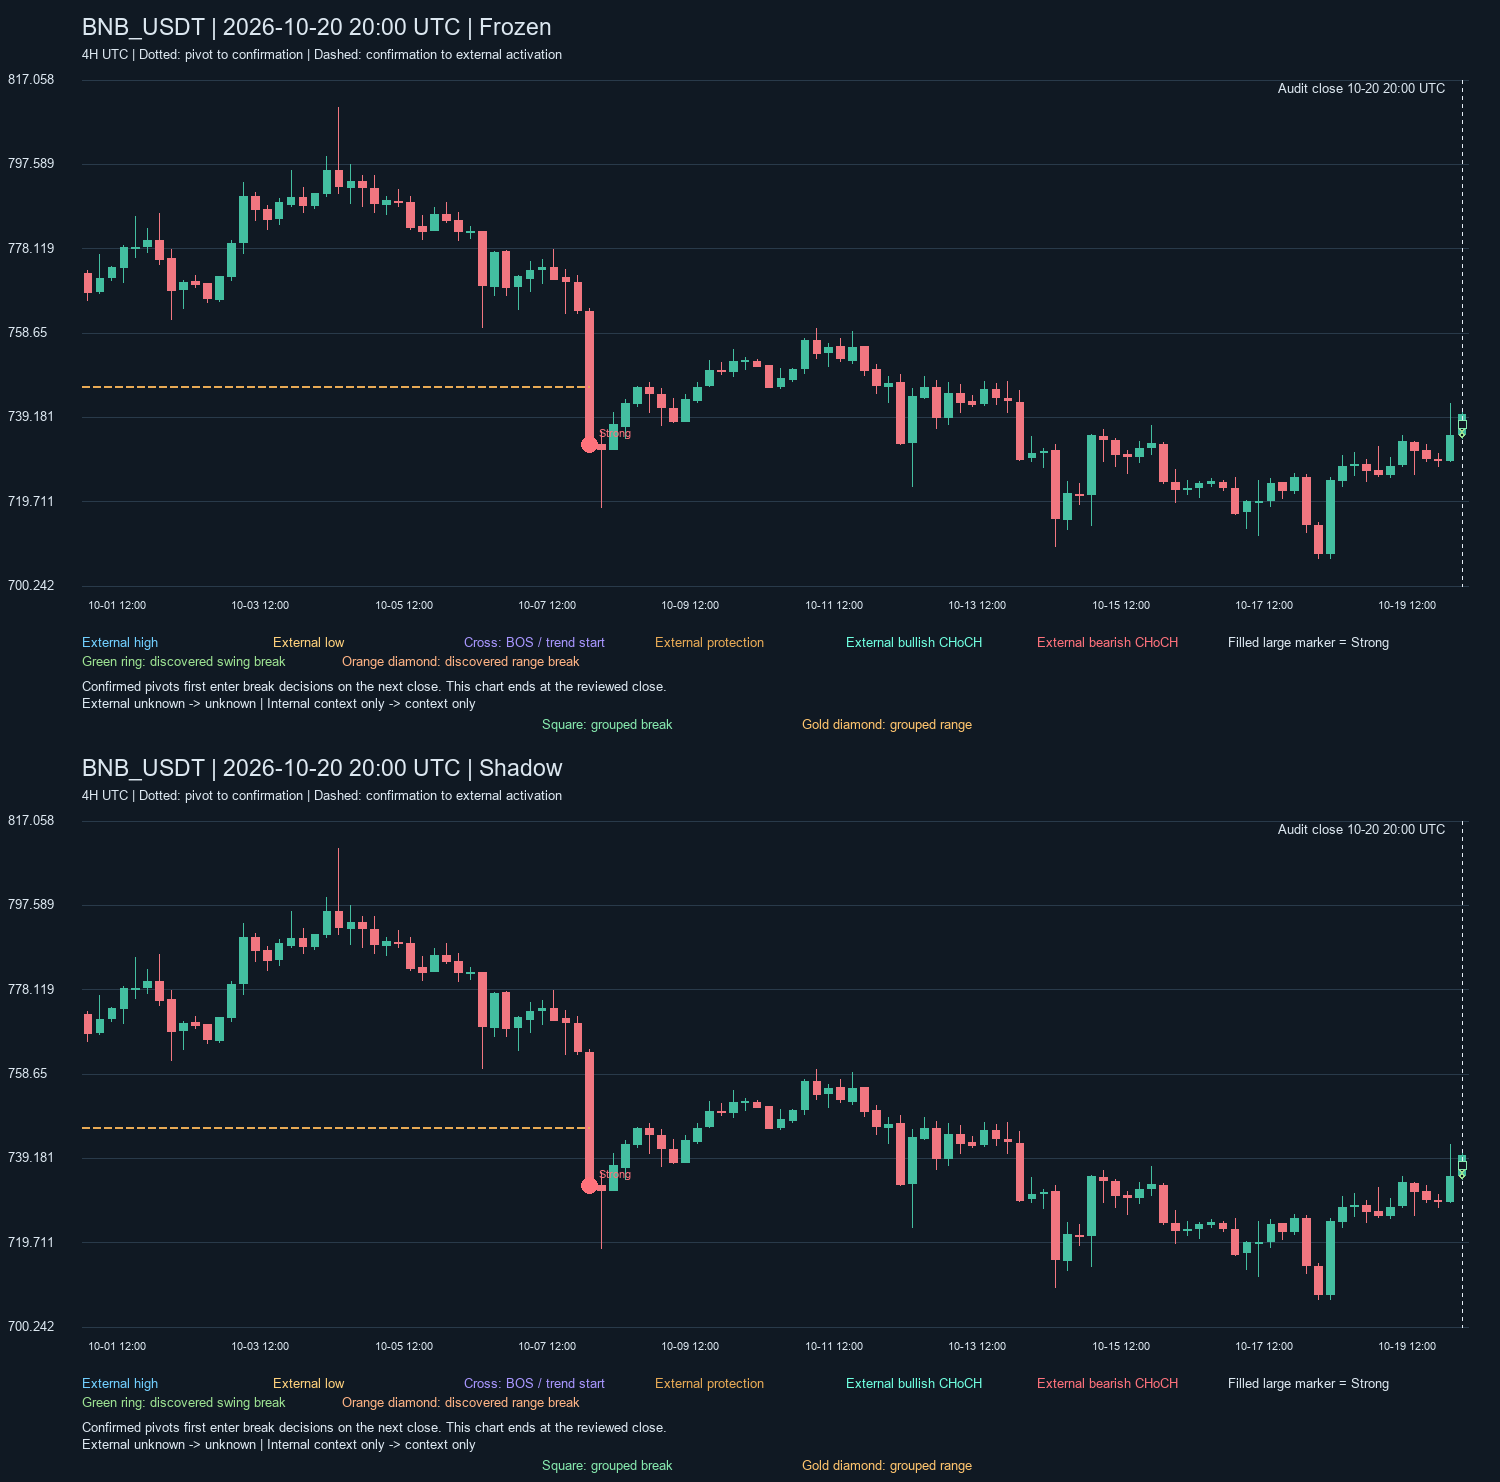 BNB_USDT | 2026-10-20 20:00 UTC | Frozen
4H UTC | Dotted: pivot to confirmation | Dashed: confirmation to external activation
817.058
Audit close 10-20 20:00 UTC
797.589
778.119
758.65
739.181
Strong
719.711
700.242
10-01 12:00 10-03 12:00 10-05 12:00 10-07 12:00 10-09 12:00 10-11 12:00 10-13 12:00 10-15 12:00 10-17 12:00 10-19 12:00
External high External low Cross: BOS / trend start External protection External bullish CHoCH External bearish CHoCH Filled large marker = Strong
Green ring: discovered swing break Orange diamond: discovered range break
Confirmed pivots first enter break decisions on the next close. This chart ends at the reviewed close.
External unknown -> unknown | Internal context only -> context only
Square: grouped break Gold diamond: grouped range
BNB_USDT | 2026-10-20 20:00 UTC | Shadow
4H UTC | Dotted: pivot to confirmation | Dashed: confirmation to external activation
817.058
Audit close 10-20 20:00 UTC
797.589
778.119
758.65
739.181
Strong
719.711
700.242
10-01 12:00 10-03 12:00 10-05 12:00 10-07 12:00 10-09 12:00 10-11 12:00 10-13 12:00 10-15 12:00 10-17 12:00 10-19 12:00
External high External low Cross: BOS / trend start External protection External bullish CHoCH External bearish CHoCH Filled large marker = Strong
Green ring: discovered swing break Orange diamond: discovered range break
Confirmed pivots first enter break decisions on the next close. This chart ends at the reviewed close.
External unknown -> unknown | Internal context only -> context only
Square: grouped break Gold diamond: grouped range